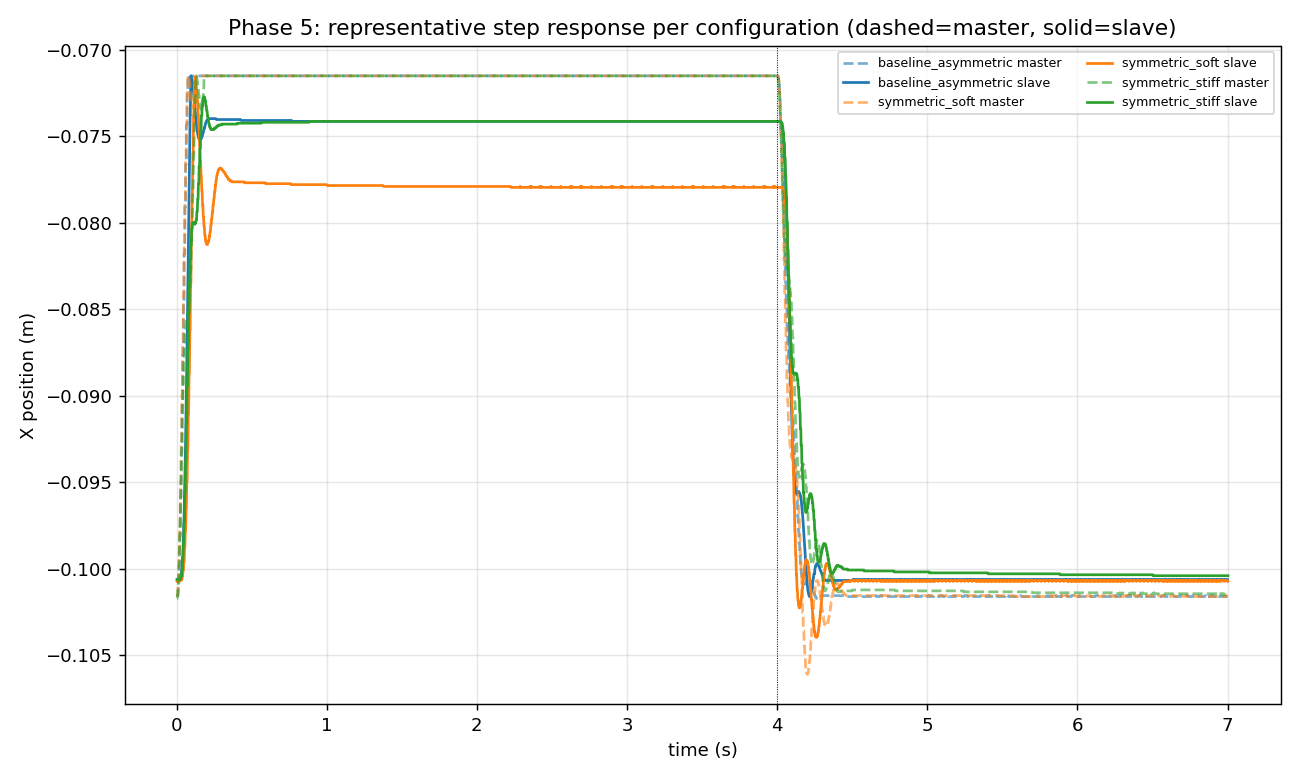 Phase 5: representative step response per configuration (dashed=master, solid=slave)
baseline_asymmetric master
baseline_asymmetric slave
symmetric_soft master
symmetric_soft slave
symmetric_stiff master
symmetric_stiff slave
X position (m)
−0.070
−0.075
−0.080
−0.085
−0.090
−0.095
−0.100
−0.105
0 1 2 3 4 5 6 7
time (s)